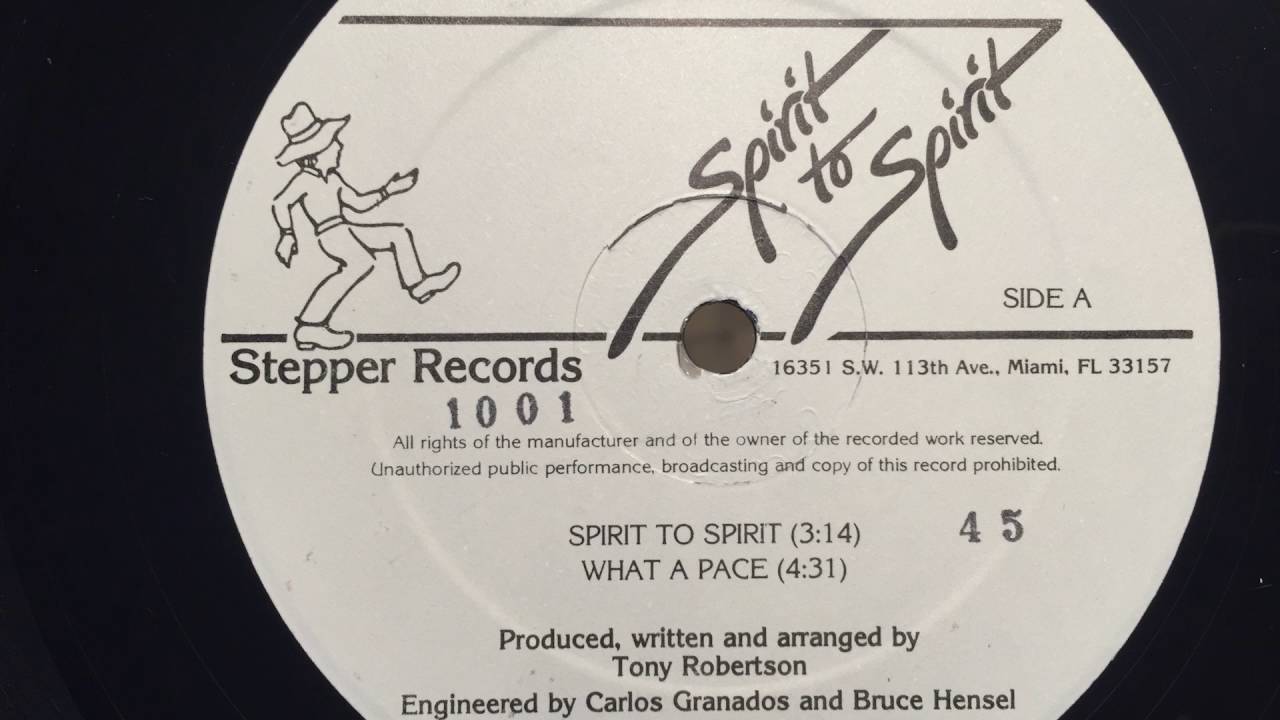 Spirit to Spirit
SIDE A
Stepper Records
16351 S.W. 113th Ave., Miami, FL 33157
1001
All rights of the manufacturer and of the owner of the recorded work reserved.
Unauthorized public performance, broadcasting and copy of this record prohibited.
SPIRIT TO SPIRIT (3:14)
45
WHAT A PACE (4:31)
Produced, written and arranged by
Tony Robertson
Engineered by Carlos Granados and Bruce Hensel